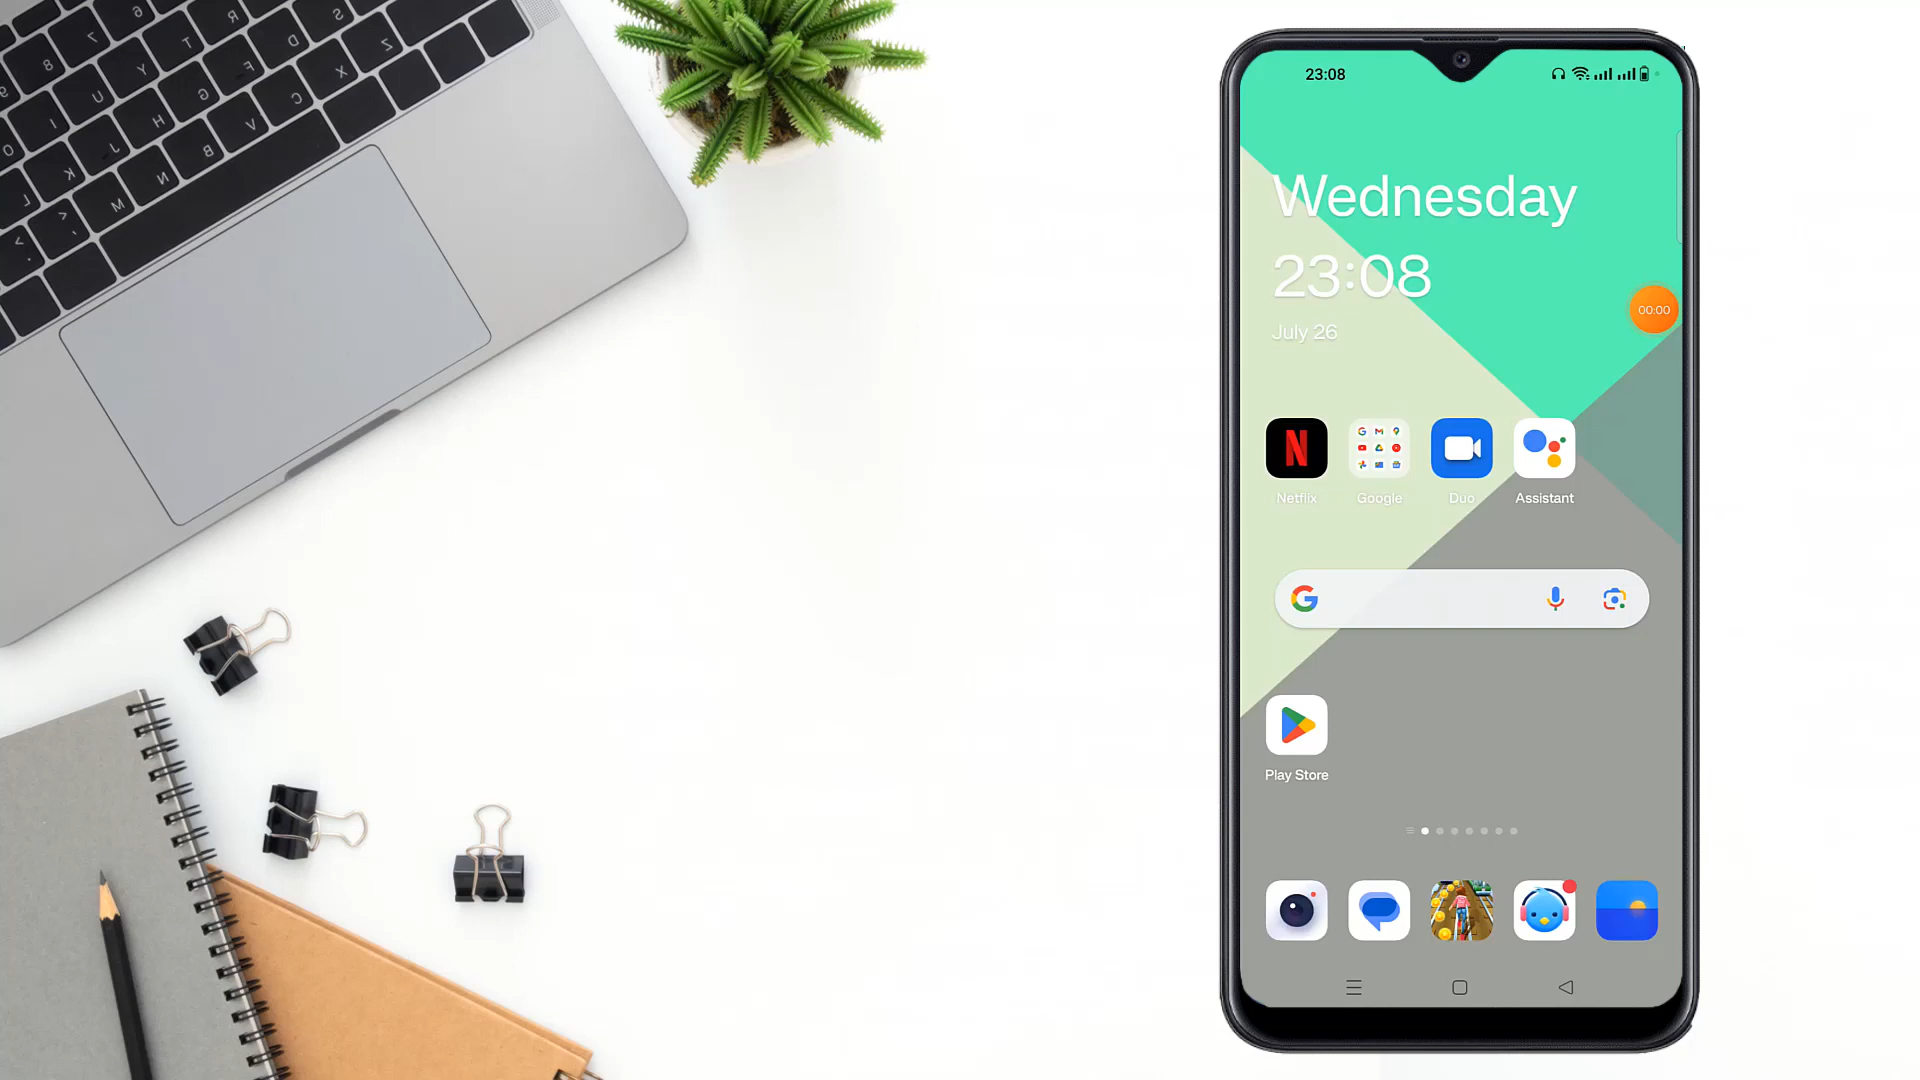 23:08
Wednesday
23:08
July 26
00:00
Netflix
Google
Duo
Assistant
Play Store